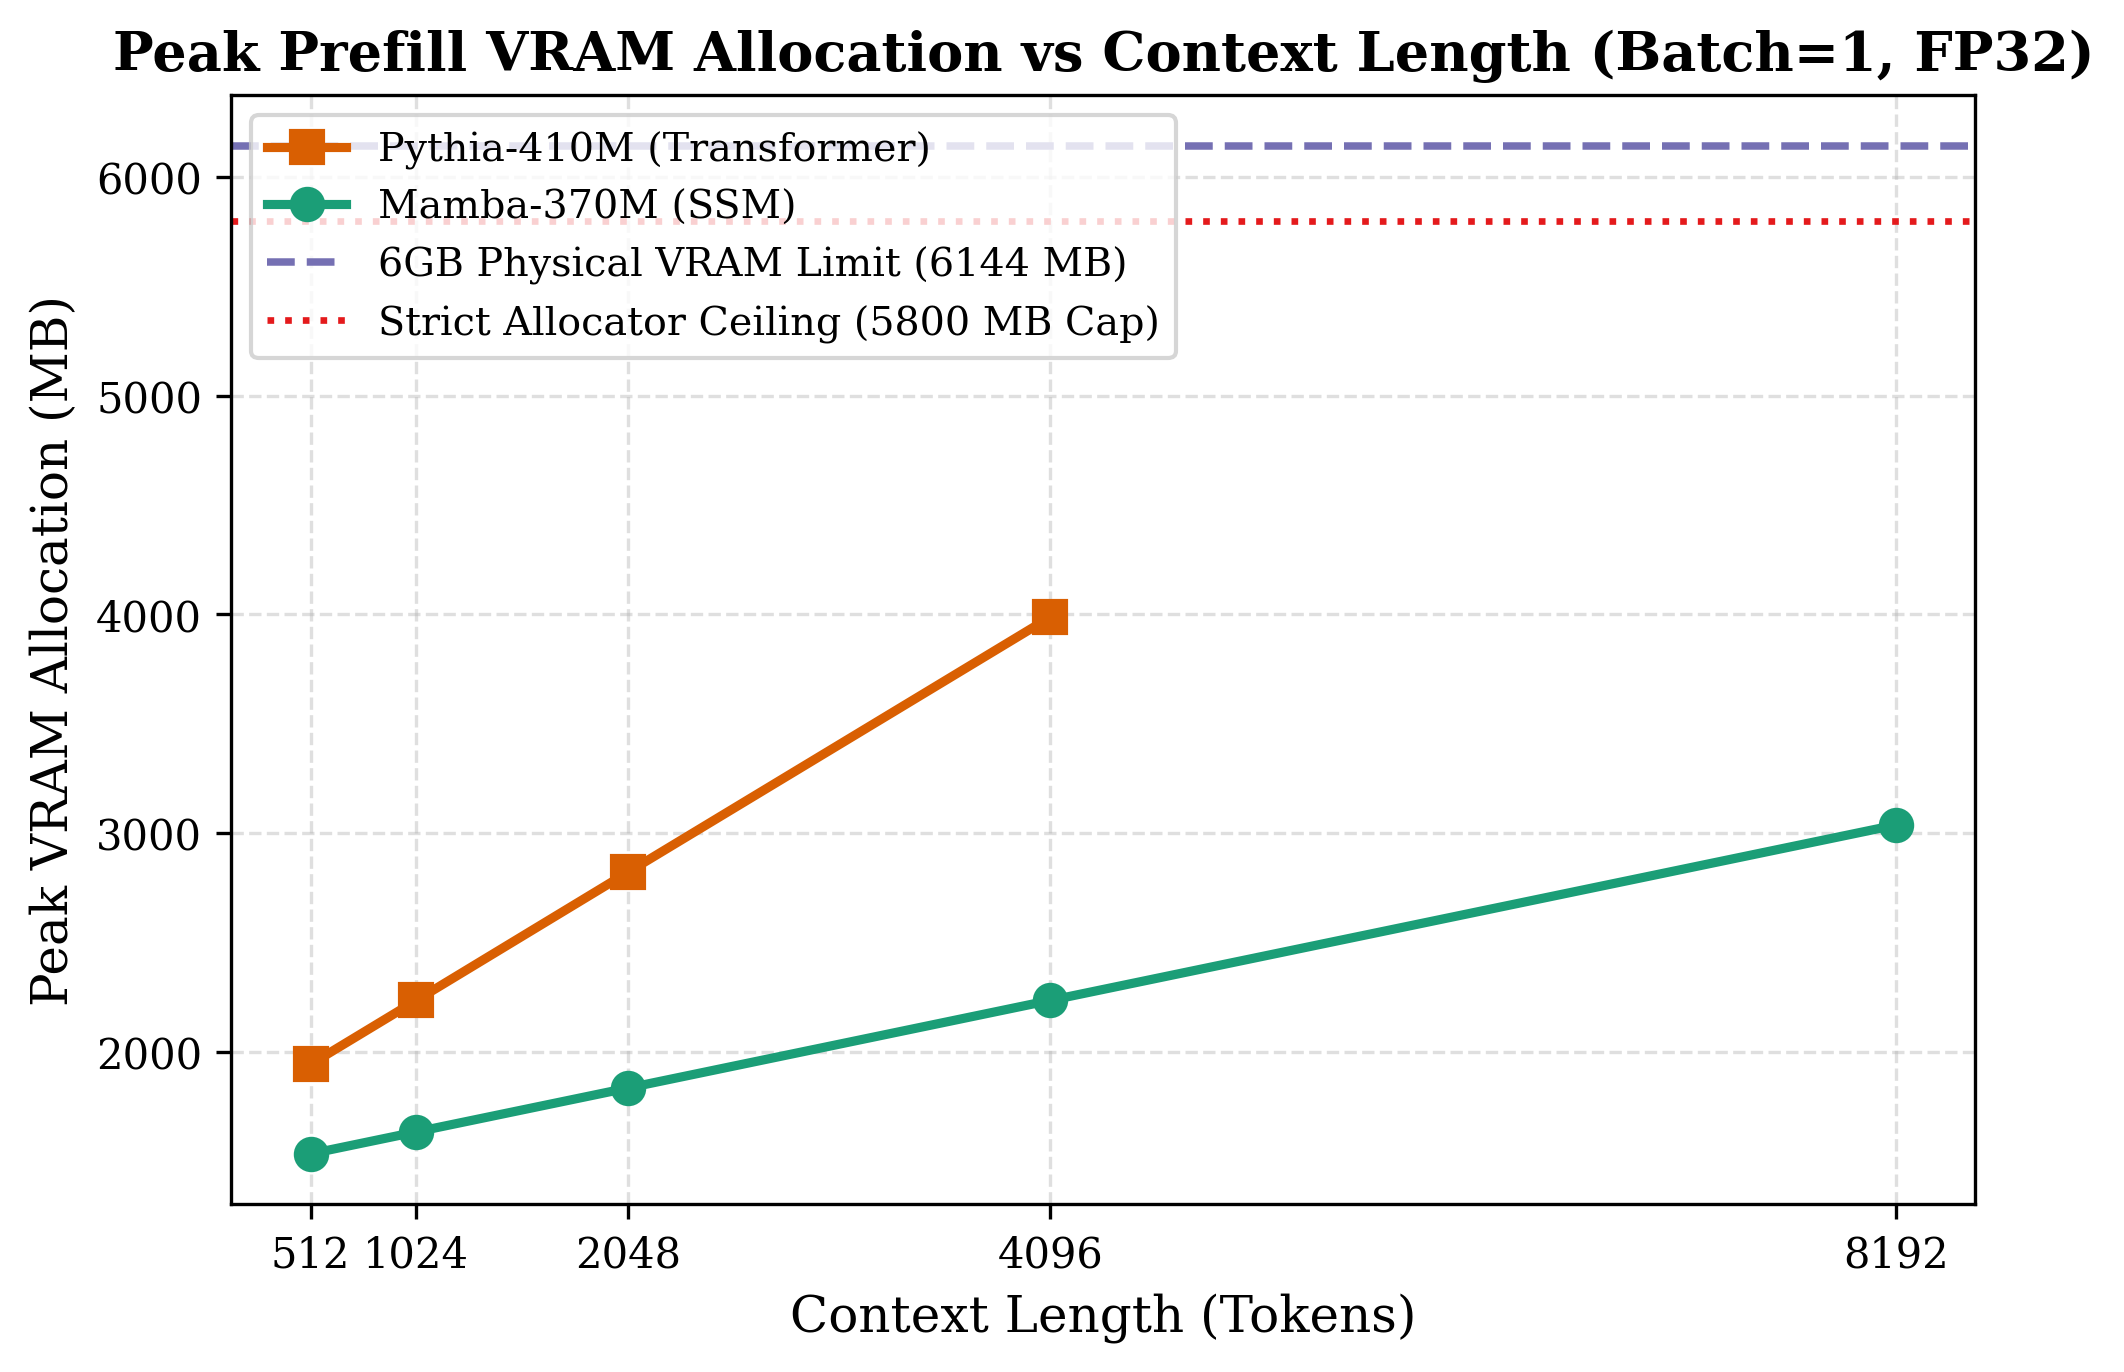 Peak Prefill VRAM Allocation vs Context Length (Batch=1, FP32)
Pythia-410M (Transformer)
Mamba-370M (SSM)
6GB Physical VRAM Limit (6144 MB)
Strict Allocator Ceiling (5800 MB Cap)
Peak VRAM Allocation (MB)
6000
5000
4000
3000
2000
512 1024 2048 4096 8192
Context Length (Tokens)